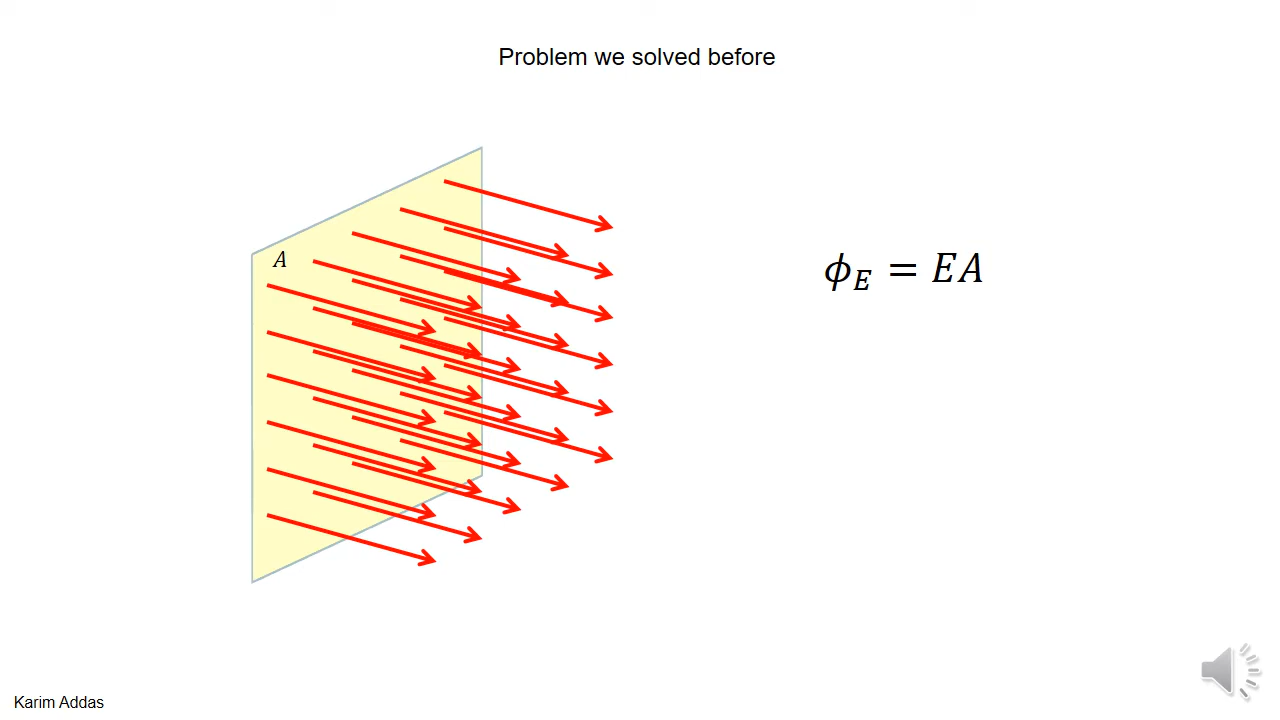 Problem we solved before
A
ϕ_E = EA
Karim Addas